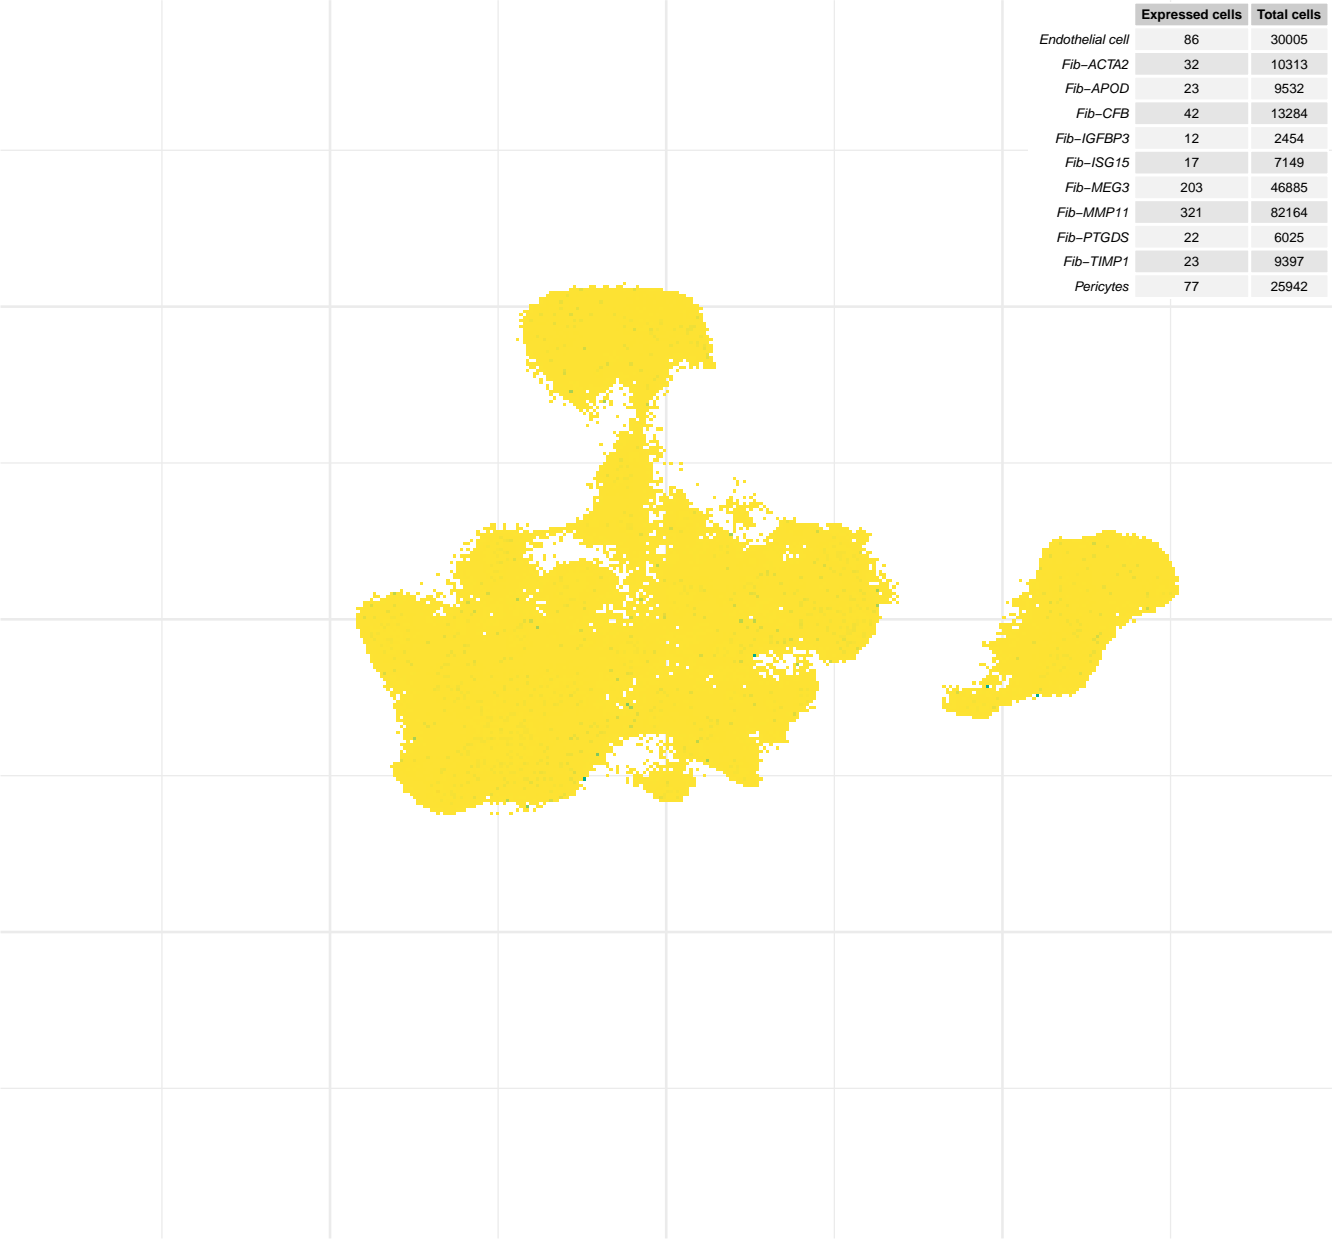 Expressed cells Total cells
Endothelial cell 86 30005
Fib−ACTA2 32 10313
Fib−APOD 23 9532
Fib−CFB 42 13284
Fib−IGFBP3 12 2454
Fib−ISG15 17 7149
Fib−MEG3 203 46885
Fib−MMP11 321 82164
Fib−PTGDS 22 6025
Fib−TIMP1 23 9397
Pericytes 77 25942